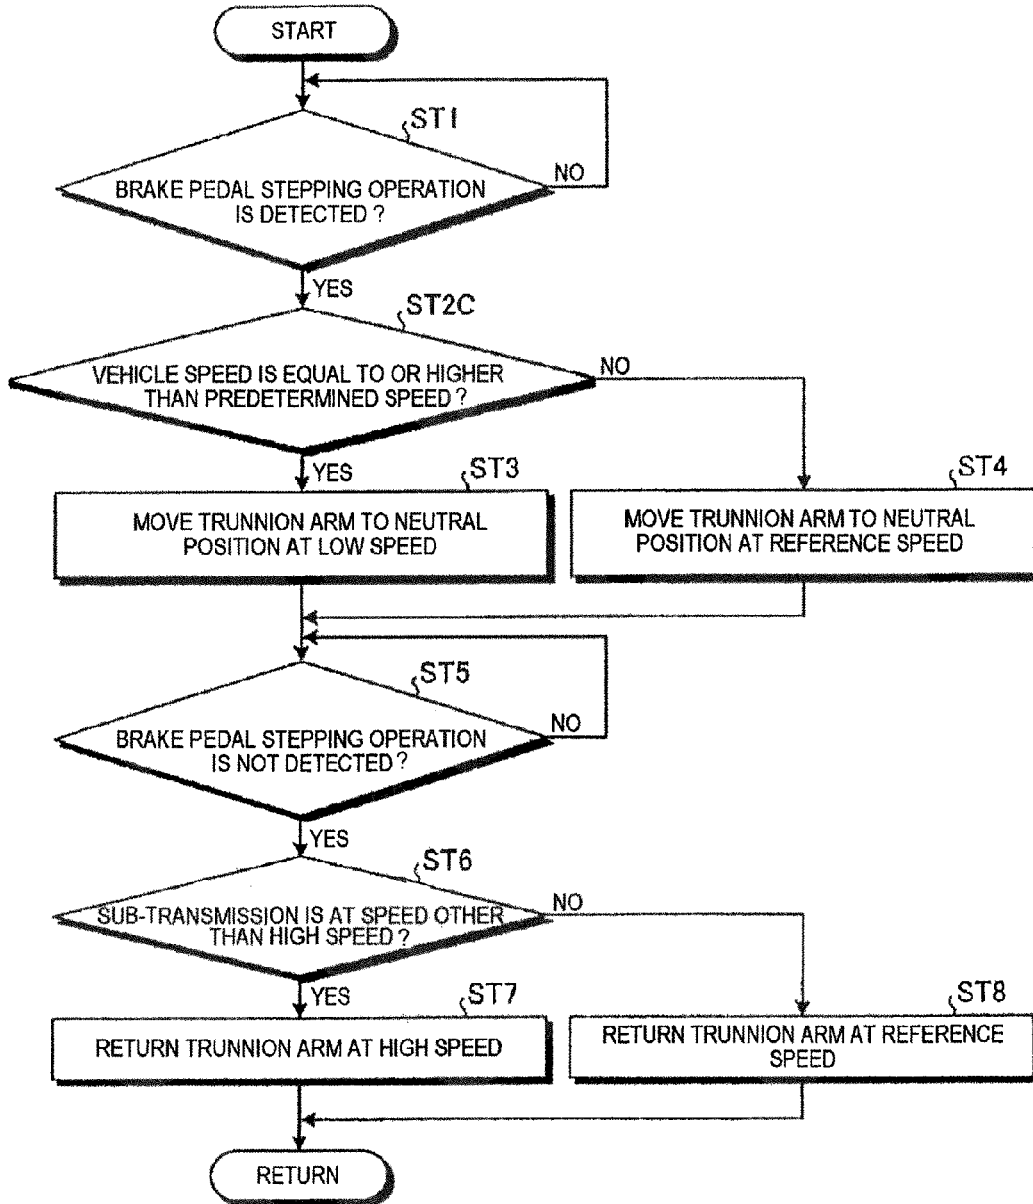 START
ST1
BRAKE PEDAL STEPPING OPERATION
IS DETECTED ?
NO
YES
ST2C
VEHICLE SPEED IS EQUAL TO OR HIGHER
THAN PREDETERMINED SPEED ?
NO
YES
ST3
MOVE TRUNNION ARM TO NEUTRAL
POSITION AT LOW SPEED
ST4
MOVE TRUNNION ARM TO NEUTRAL
POSITION AT REFERENCE SPEED
ST5
BRAKE PEDAL STEPPING OPERATION
IS NOT DETECTED ?
NO
YES
ST6
SUB-TRANSMISSION IS AT SPEED OTHER
THAN HIGH SPEED ?
NO
YES
ST7
RETURN TRUNNION ARM AT HIGH SPEED
ST8
RETURN TRUNNION ARM AT REFERENCE
SPEED
RETURN